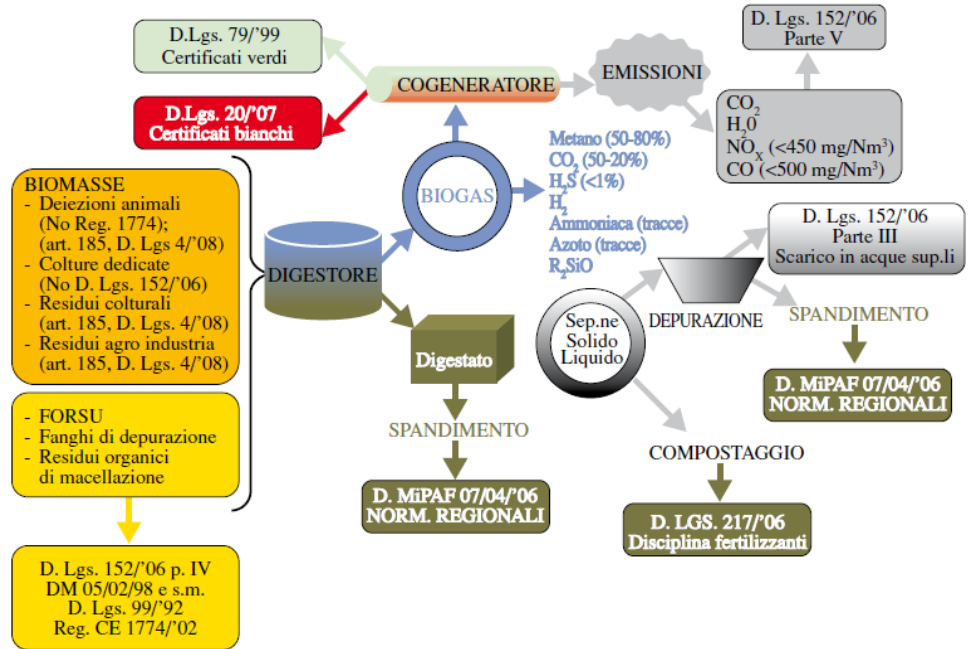 D.Lgs. 79/'99
Certificati verdi
D.Lgs. 20/'07
Certificati bianchi
COGENERATORE
EMISSIONI
D. Lgs. 152/'06
Parte V
CO2
H20
NOX (<450 mg/Nm3)
CO (<500 mg/Nm3)
BIOGAS
Metano (50-80%)
CO2 (50-20%)
H2S (<1%)
H2
Ammoniaca (tracce)
Azoto (tracce)
R2SiO
BIOMASSE
- Deiezioni animali
(No Reg. 1774);
(art. 185, D. Lgs 4/'08)
- Colture dedicate
(No D. Lgs. 152/'06)
- Residui colturali
(art. 185, D. Lgs. 4/'08)
- Residui agro industria
(art. 185, D. Lgs. 4/'08)
- FORSU
- Fanghi di depurazione
- Residui organici
di macellazione
D. Lgs. 152/'06 p. IV
DM 05/02/98 e s.m.
D. Lgs. 99/'92
Reg. CE 1774/'02
DIGESTORE
Digestato
SPANDIMENTO
D. MiPAF 07/04/'06
NORM. REGIONALI
Sep.ne
Solido
Liquido
DEPURAZIONE
D. Lgs. 152/'06
Parte III
Scarico in acque sup.li
SPANDIMENTO
D. MiPAF 07/04/'06
NORM. REGIONALI
COMPOSTAGGIO
D. LGS. 217/'06
Disciplina fertilizzanti